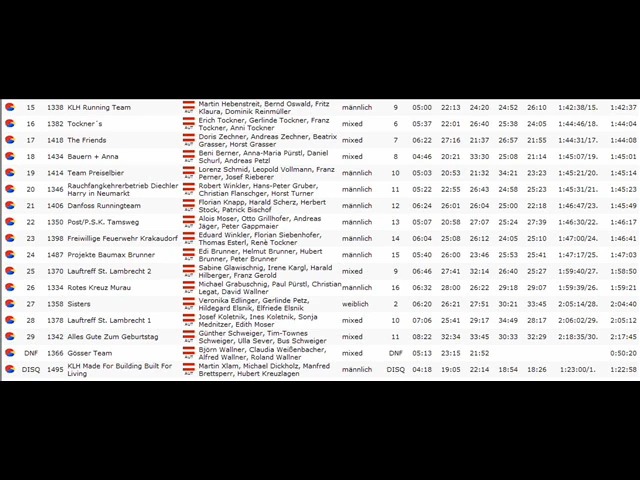 15 1338 KLH Running Team AUT Martin Hebenstreit, Bernd Oswald, Fritz Klaura, Dominik Reinmüller männlich 9 05:00 22:13 24:20 24:52 26:10 1:42:38/15. 1:42:37
16 1382 Tockner´s AUT Erich Tockner, Gerlinde Tockner, Franz Tockner, Anni Tockner mixed 6 05:37 22:01 26:40 25:38 24:05 1:44:46/18. 1:44:04
17 1418 The Friends AUT Doris Zechner, Andreas Zechner, Beatrix Grasser, Horst Grasser mixed 7 06:22 27:16 21:37 26:57 21:55 1:44:31/17. 1:44:08
18 1434 Bauern + Anna AUT Beni Berner, Anna-Maria Pürstl, Daniel Schurl, Andreas Petzl mixed 8 04:46 20:21 33:30 25:08 21:14 1:45:07/19. 1:45:01
19 1414 Team Preiselbier AUT Lorenz Schmid, Leopold Vollmann, Franz Perner, Josef Rieberer männlich 10 05:03 20:53 21:32 34:21 23:23 1:45:21/20. 1:45:14
20 1346 Rauchfangkehrerbetrieb Diechler Harry in Neumarkt AUT Robert Winkler, Hans-Peter Gruber, Christian Flanschger, Horst Turner männlich 11 05:22 22:55 26:43 24:58 25:23 1:45:31/21. 1:45:23
21 1406 Danfoss Runningteam AUT Florian Knapp, Harald Scherz, Herbert Stock, Patrick Bischof männlich 12 06:24 26:01 25:36 25:00 22:18 1:46:47/23. 1:45:49
22 1350 Post/P.S.K. Tamsweg AUT Alois Moser, Otto Grillhofer, Andreas Jäger, Peter Gappmaier männlich 13 05:07 20:58 27:07 25:24 27:39 1:46:30/22. 1:46:17
23 1398 Freiwillige Feuerwehr Krakaudorf AUT Eduard Winkler, Florian Siebenhofer, Thomas Esterl, René Tockner männlich 14 06:04 25:08 26:12 24:05 25:10 1:47:00/24. 1:46:41
24 1487 Projekte Baumax Brunner AUT Edi Brunner, Helmut Brunner, Hubert Brunner, Peter Brunner männlich 15 05:40 26:00 23:46 25:53 25:41 1:47:17/25. 1:47:03
25 1370 Lauftreff St. Lambrecht 2 AUT Sabine Glawischnig, Irene Kargl, Harald Hilberger, Franz Gerold mixed 9 06:46 27:41 32:14 26:40 25:27 1:59:40/27. 1:58:50
26 1334 Rotes Kreuz Murau AUT Michael Grabuschnig, Paul Pürstl, Christian Legat, David Wallner männlich 16 06:32 28:00 26:22 29:18 26:07 1:59:39/26. 1:59:21
27 1358 Sisters AUT Veronika Edlinger, Gerlinde Petz, Hildegard Elsnik, Elfriede Elsnik weiblich 2 06:20 26:21 27:51 30:21 33:45 2:05:14/28. 2:04:40
28 1378 Lauftreff St. Lambrecht 1 AUT Josef Koletnik, Ines Koletnik, Sonja Mednitzer, Edith Moser mixed 10 07:06 25:41 29:17 34:49 28:17 2:06:02/29. 2:05:12
29 1342 Alles Gute Zum Geburtstag AUT Günther Schweiger, Tim-Townes Schweiger, Ulla Sever, Bus Schweiger mixed 11 08:22 32:34 33:45 30:33 32:29 2:18:35/30. 2:17:45
DNF 1366 Gösser Team AUT Björn Wallner, Claudia Weißenbacher, Alfred Wallner, Roland Wallner mixed DNF 05:13 23:15 21:52 0:50:20
DISQ 1495 KLH Made For Building Built For Living AUT Martin Xlam, Michael Dickholz, Manfred Brettsperr, Hubert Kreuzlagen männlich DISQ 04:18 19:05 22:14 18:54 18:26 1:23:00/1. 1:22:58